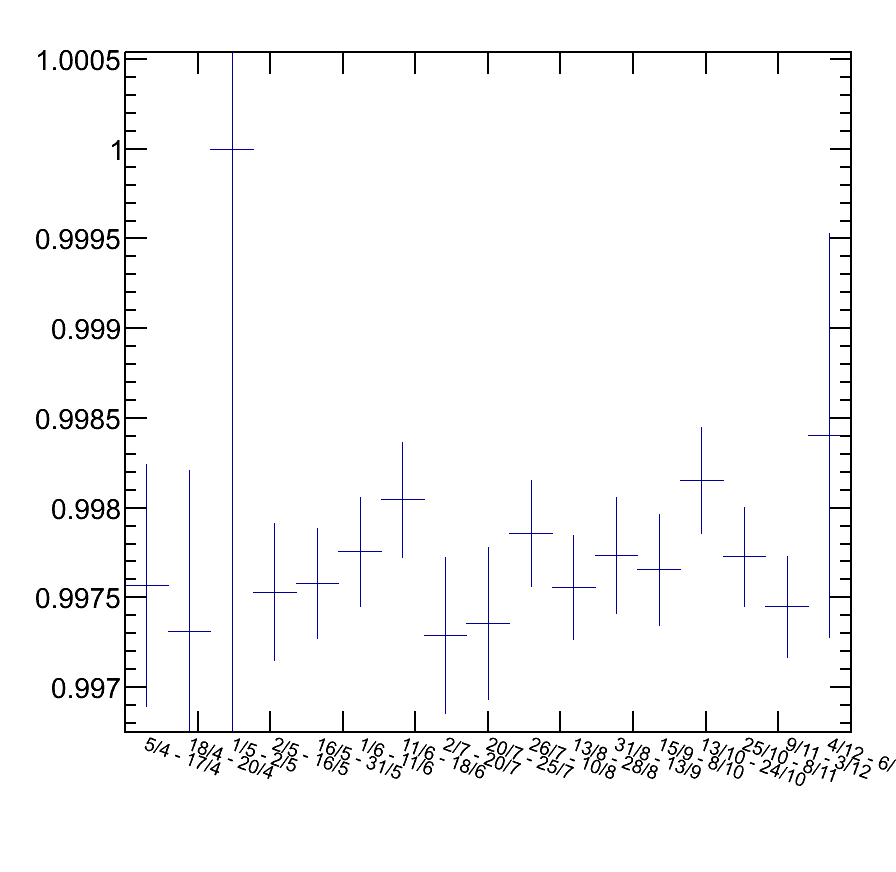 1.0005
1
0.9995
0.999
0.9985
0.998
0.9975
0.997
5/4 - 17/4
18/4 - 20/4
1/5 - 2/5
2/5 - 16/5
16/5 - 31/5
1/6 - 11/6
11/6 - 18/6
2/7 - 20/7
20/7 - 25/7
26/7 - 10/8
13/8 - 28/8
31/8 - 13/9
15/9 - 8/10
13/10 - 24/10
25/10 - 8/11
9/11 - 3/12
4/12 - 6/